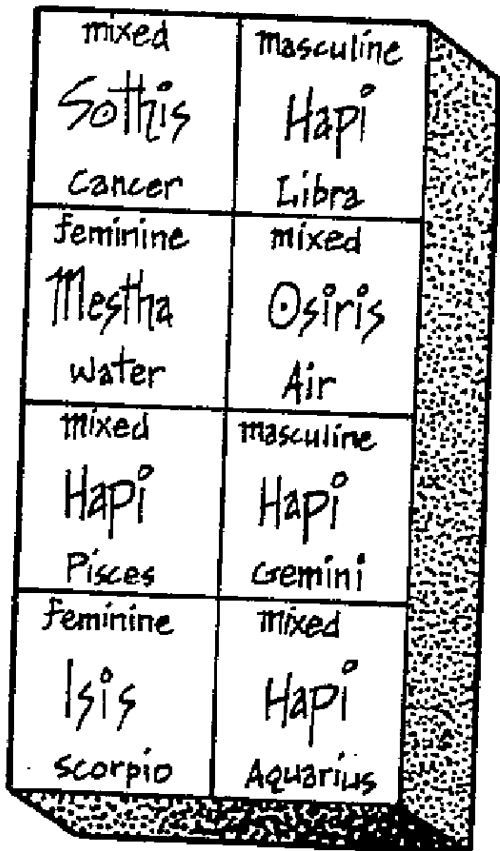 mixed
Sothis
Cancer
masculine
Hapi
Libra
feminine
Mestha
Water
mixed
Osiris
Air
mixed
Hapi
Pisces
masculine
Hapi
Gemini
feminine
Isis
scorpio
mixed
Hapi
Aquarius